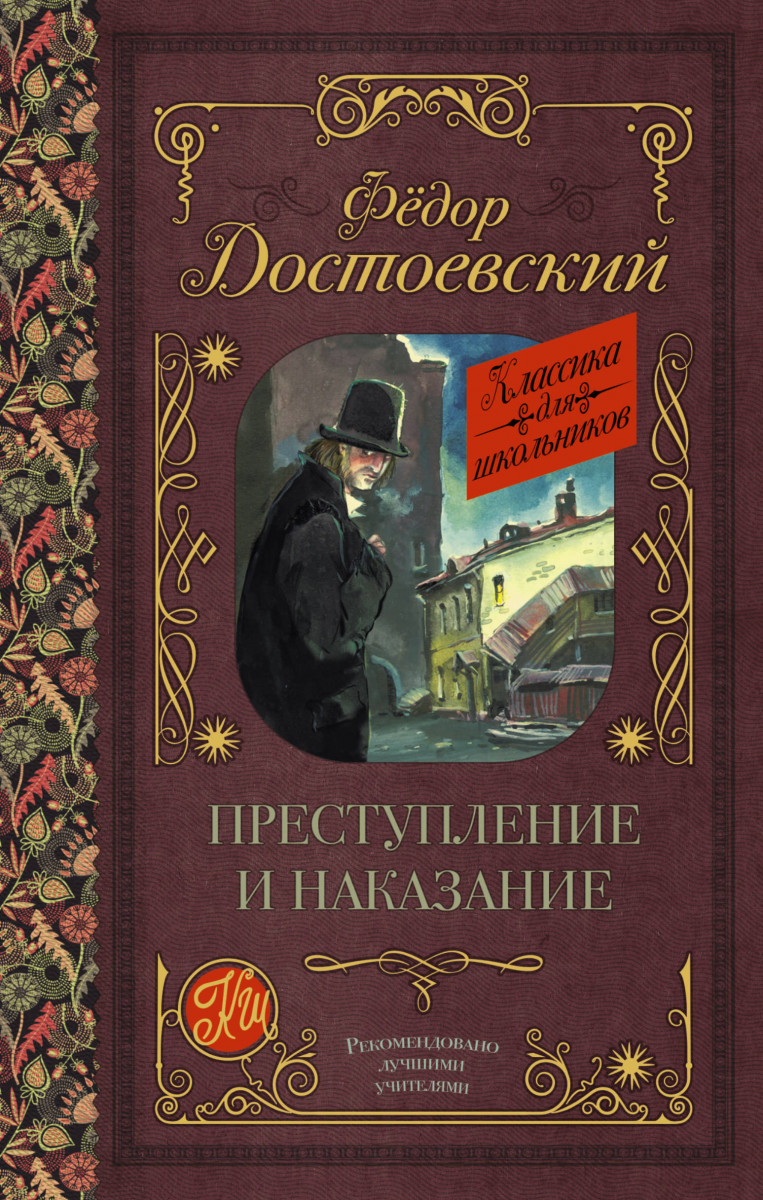 Фёдор
Достоевский
Классика
для
школьников
ПРЕСТУПЛЕНИЕ
И НАКАЗАНИЕ
КШ
Рекомендовано
лучшими
учителями